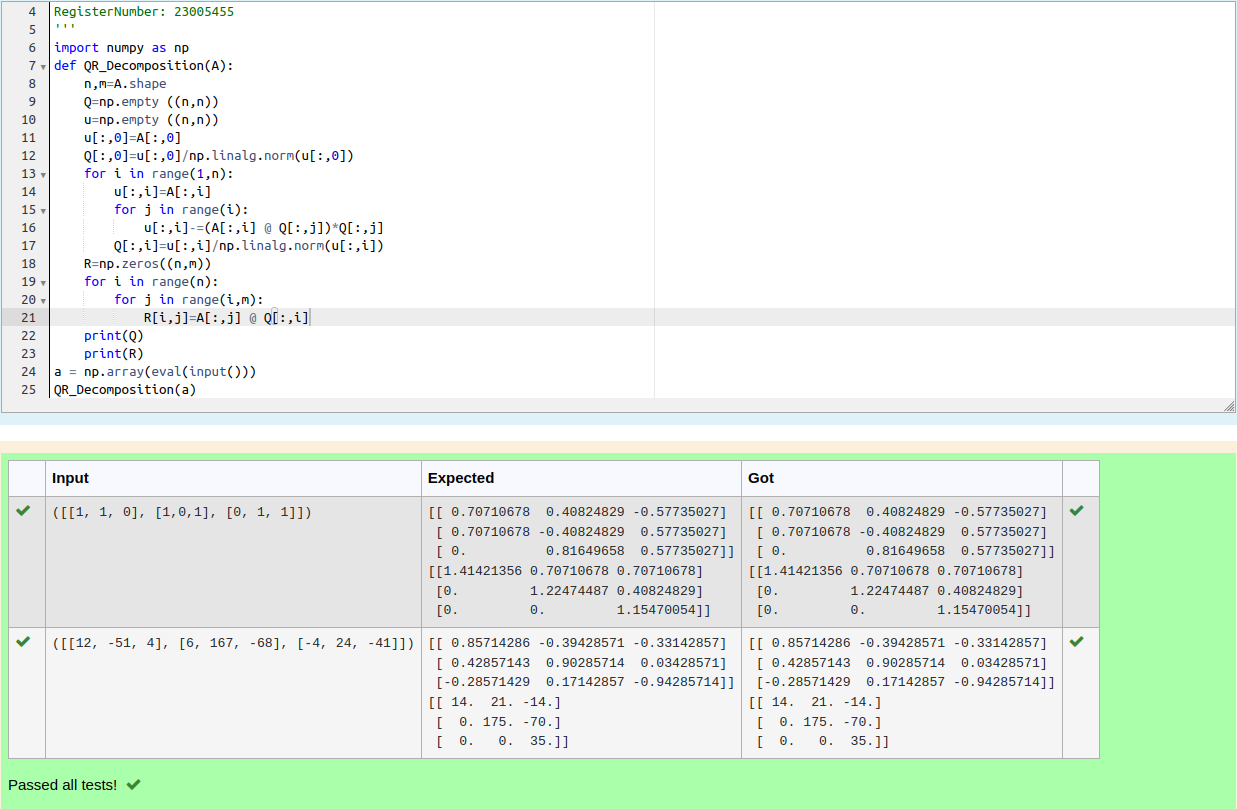 4 RegisterNumber: 23005455
5 '''
6 import numpy as np
7 def QR_Decomposition(A):
8     n,m=A.shape
9     Q=np.empty ((n,n))
10     u=np.empty ((n,n))
11     u[:,0]=A[:,0]
12     Q[:,0]=u[:,0]/np.linalg.norm(u[:,0])
13     for i in range(1,n):
14         u[:,i]=A[:,i]
15         for j in range(i):
16             u[:,i]-=(A[:,i] @ Q[:,j])*Q[:,j]
17         Q[:,i]=u[:,i]/np.linalg.norm(u[:,i])
18     R=np.zeros((n,m))
19     for i in range(n):
20         for j in range(i,m):
21             R[i,j]=A[:,j] @ Q[:,i]
22     print(Q)
23     print(R)
24 a = np.array(eval(input()))
25 QR_Decomposition(a)
Input Expected Got
([[1, 1, 0], [1,0,1], [0, 1, 1]]) [[ 0.70710678  0.40824829 -0.57735027] [[ 0.70710678  0.40824829 -0.57735027]
[ 0.70710678 -0.40824829  0.57735027] [ 0.70710678 -0.40824829  0.57735027]
[ 0.          0.81649658  0.57735027]] [ 0.          0.81649658  0.57735027]]
[[1.41421356 0.70710678 0.70710678] [[1.41421356 0.70710678 0.70710678]
[0.         1.22474487 0.40824829] [0.         1.22474487 0.40824829]
[0.         0.         1.15470054]] [0.         0.         1.15470054]]
([[12, -51, 4], [6, 167, -68], [-4, 24, -41]]) [[ 0.85714286 -0.39428571 -0.33142857] [[ 0.85714286 -0.39428571 -0.33142857]
[ 0.42857143  0.90285714  0.03428571] [ 0.42857143  0.90285714  0.03428571]
[-0.28571429  0.17142857 -0.94285714]] [-0.28571429  0.17142857 -0.94285714]]
[[ 14.  21. -14.] [[ 14.  21. -14.]
[  0. 175. -70.] [  0. 175. -70.]
[  0.   0.  35.]] [  0.   0.  35.]]
Passed all tests!